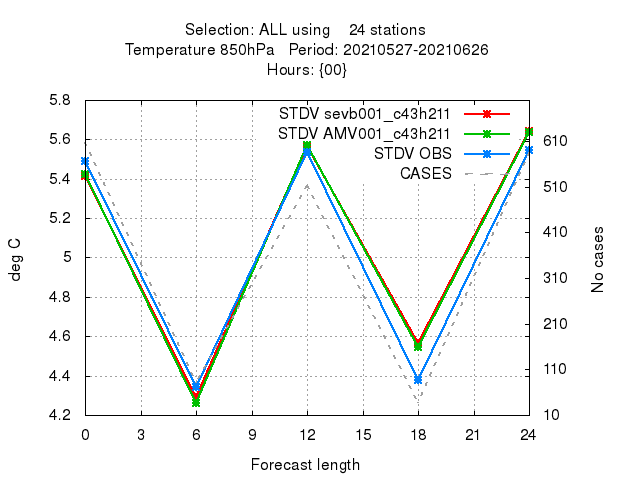 Selection: ALL using    24 stations
Temperature 850hPa   Period: 20210527-20210626
Hours: {00}
STDV sevb001_c43h211
STDV AMV001_c43h211
STDV OBS
CASES
5.8
5.6
5.4
5.2
5
4.8
4.6
4.4
4.2
deg C
610
510
410
310
210
110
10
No cases
0 3 6 9 12 15 18 21 24
Forecast length